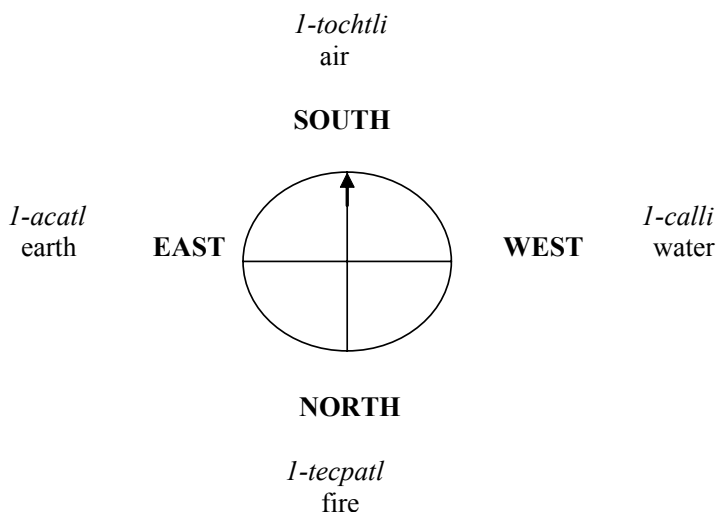 1-tochtli
air
SOUTH
1-acatl
earth
EAST
WEST
1-calli
water
NORTH
1-tecpatl
fire